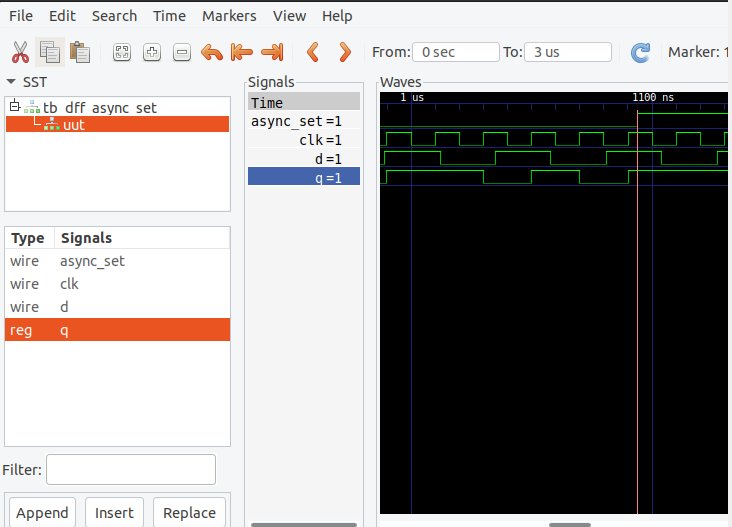 File Edit Search Time Markers View Help
From: 0 sec To: 3 us Marker: 1
SST
tb_dff_async_set
uut
Type Signals
wire async_set
wire clk
wire d
reg q
Filter:
Append Insert Replace
Signals
Time
async_set=1
clk=1
d=1
q=1
Waves
1 us 1100 ns